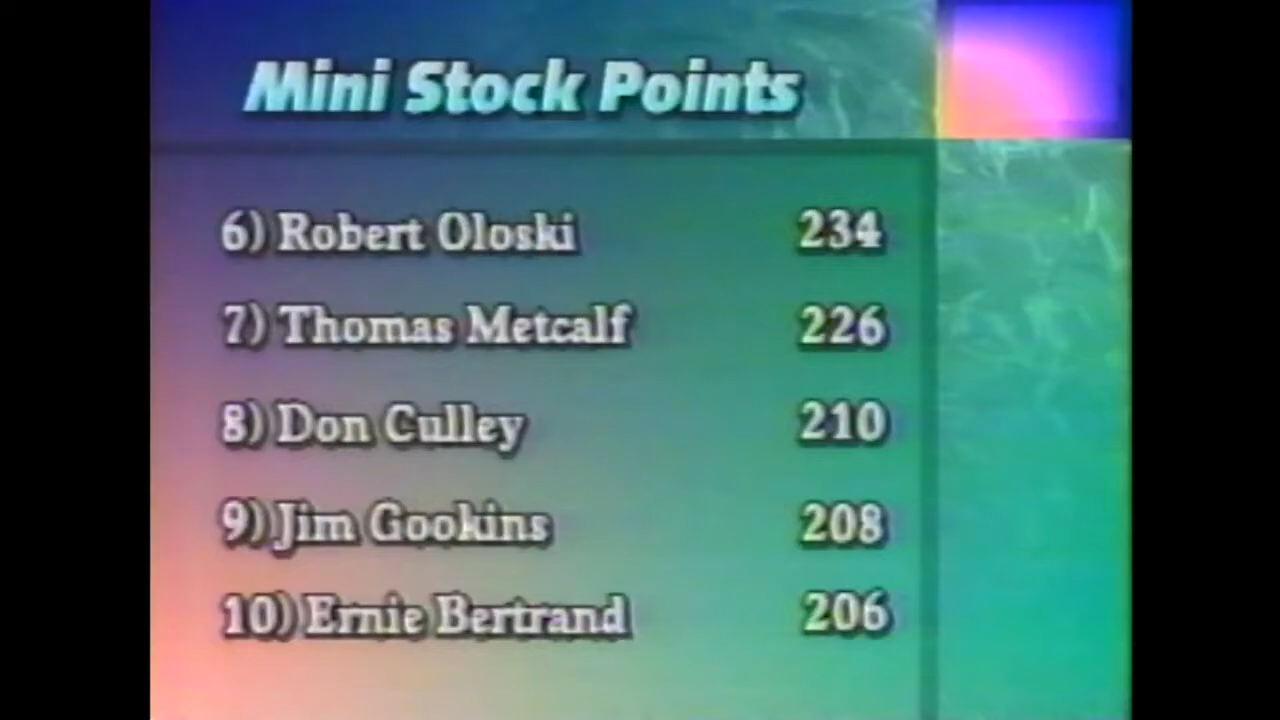 Mini Stock Points
6) Robert Oloski 234
7) Thomas Metcalf 226
8) Don Culley 210
9) Jim Gookins 208
10) Ernie Bertrand 206